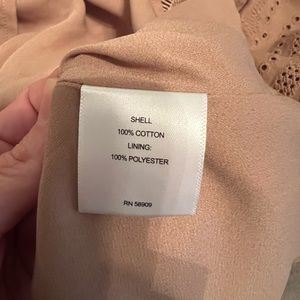 SHELL
100% COTTON
LINING:
100% POLYESTER
RN 58909